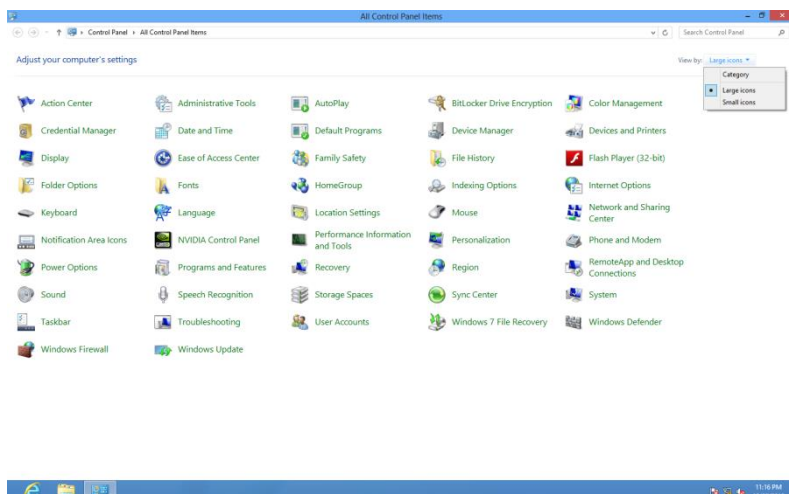 All Control Panel Items
Control Panel
All Control Panel Items
Search Control Panel
Adjust your computer's settings
View by: Large icons
Category
Large icons
Small icons
Action Center
Administrative Tools
AutoPlay
BitLocker Drive Encryption
Color Management
Credential Manager
Date and Time
Default Programs
Device Manager
Devices and Printers
Display
Ease of Access Center
Family Safety
File History
Flash Player (32-bit)
Folder Options
Fonts
HomeGroup
Indexing Options
Internet Options
Keyboard
Language
Location Settings
Mouse
Network and Sharing
Center
Notification Area Icons
NVIDIA Control Panel
Performance Information
and Tools
Personalization
Phone and Modem
Power Options
Programs and Features
Recovery
Region
RemoteApp and Desktop
Connections
Sound
Speech Recognition
Storage Spaces
Sync Center
System
Taskbar
Troubleshooting
User Accounts
Windows 7 File Recovery
Windows Defender
Windows Firewall
Windows Update
11:16 PM